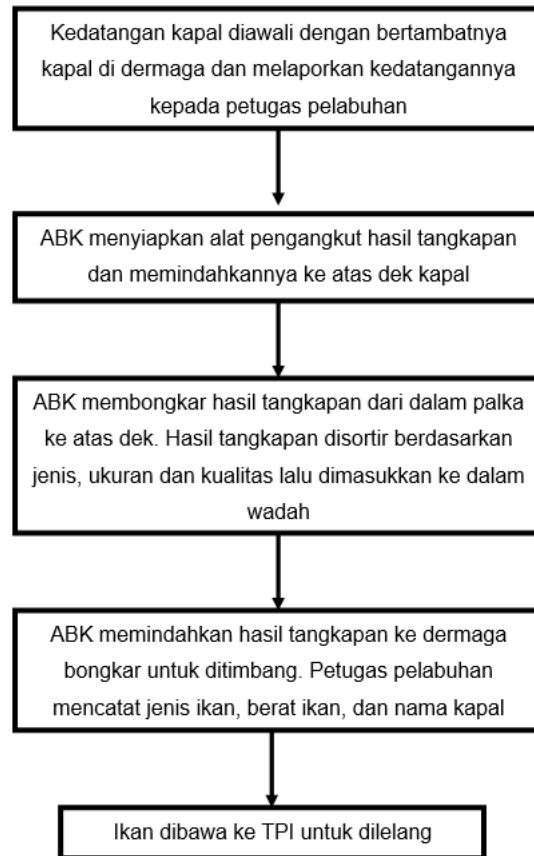 Kedatangan kapal diawali dengan bertambatnya
kapal di dermaga dan melaporkan kedatangannya
kepada petugas pelabuhan
ABK menyiapkan alat pengangkut hasil tangkapan
dan memindahkannya ke atas dek kapal
ABK membongkar hasil tangkapan dari dalam palka
ke atas dek. Hasil tangkapan disortir berdasarkan
jenis, ukuran dan kualitas lalu dimasukkan ke dalam
wadah
ABK memindahkan hasil tangkapan ke dermaga
bongkar untuk ditimbang. Petugas pelabuhan
mencatat jenis ikan, berat ikan, dan nama kapal
Ikan dibawa ke TPI untuk dilelang